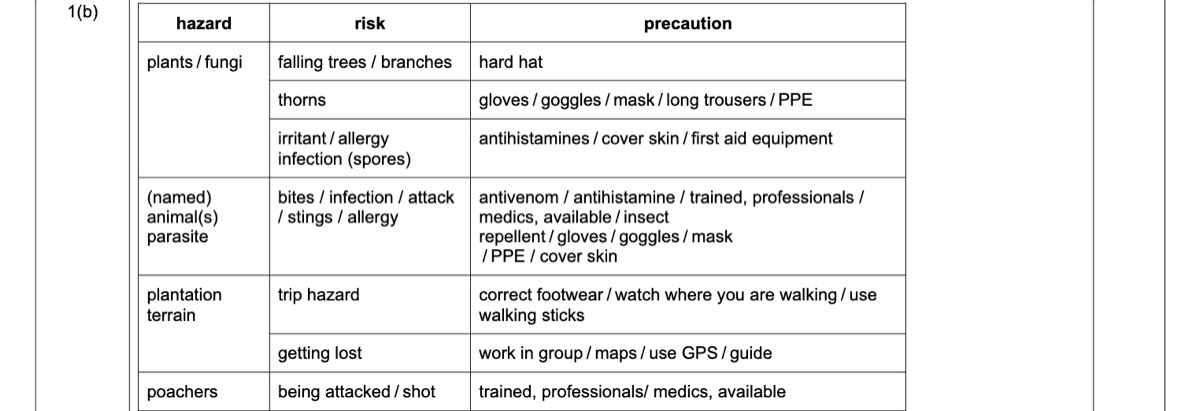 1(b)
hazard risk precaution
plants / fungi falling trees / branches hard hat
thorns gloves / goggles / mask / long trousers / PPE
irritant / allergy antihistamines / cover skin / first aid equipment
infection (spores)
(named) bites / infection / attack antivenom / antihistamine / trained, professionals /
animal(s) / stings / allergy medics, available / insect
parasite repellent / gloves / goggles / mask
/ PPE / cover skin
plantation trip hazard correct footwear / watch where you are walking / use
terrain walking sticks
getting lost work in group / maps / use GPS / guide
poachers being attacked / shot trained, professionals/ medics, available